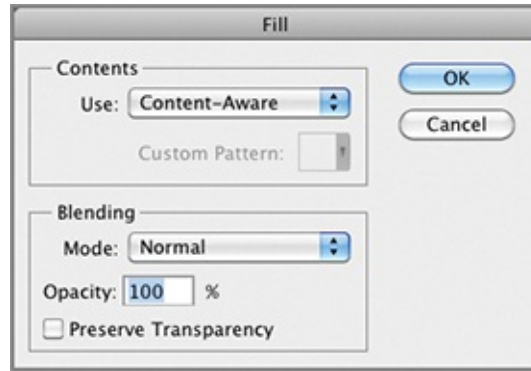 Fill
Contents
Use: Content-Aware
Custom Pattern:
OK
Cancel
Blending
Mode: Normal
Opacity: 100 %
Preserve Transparency